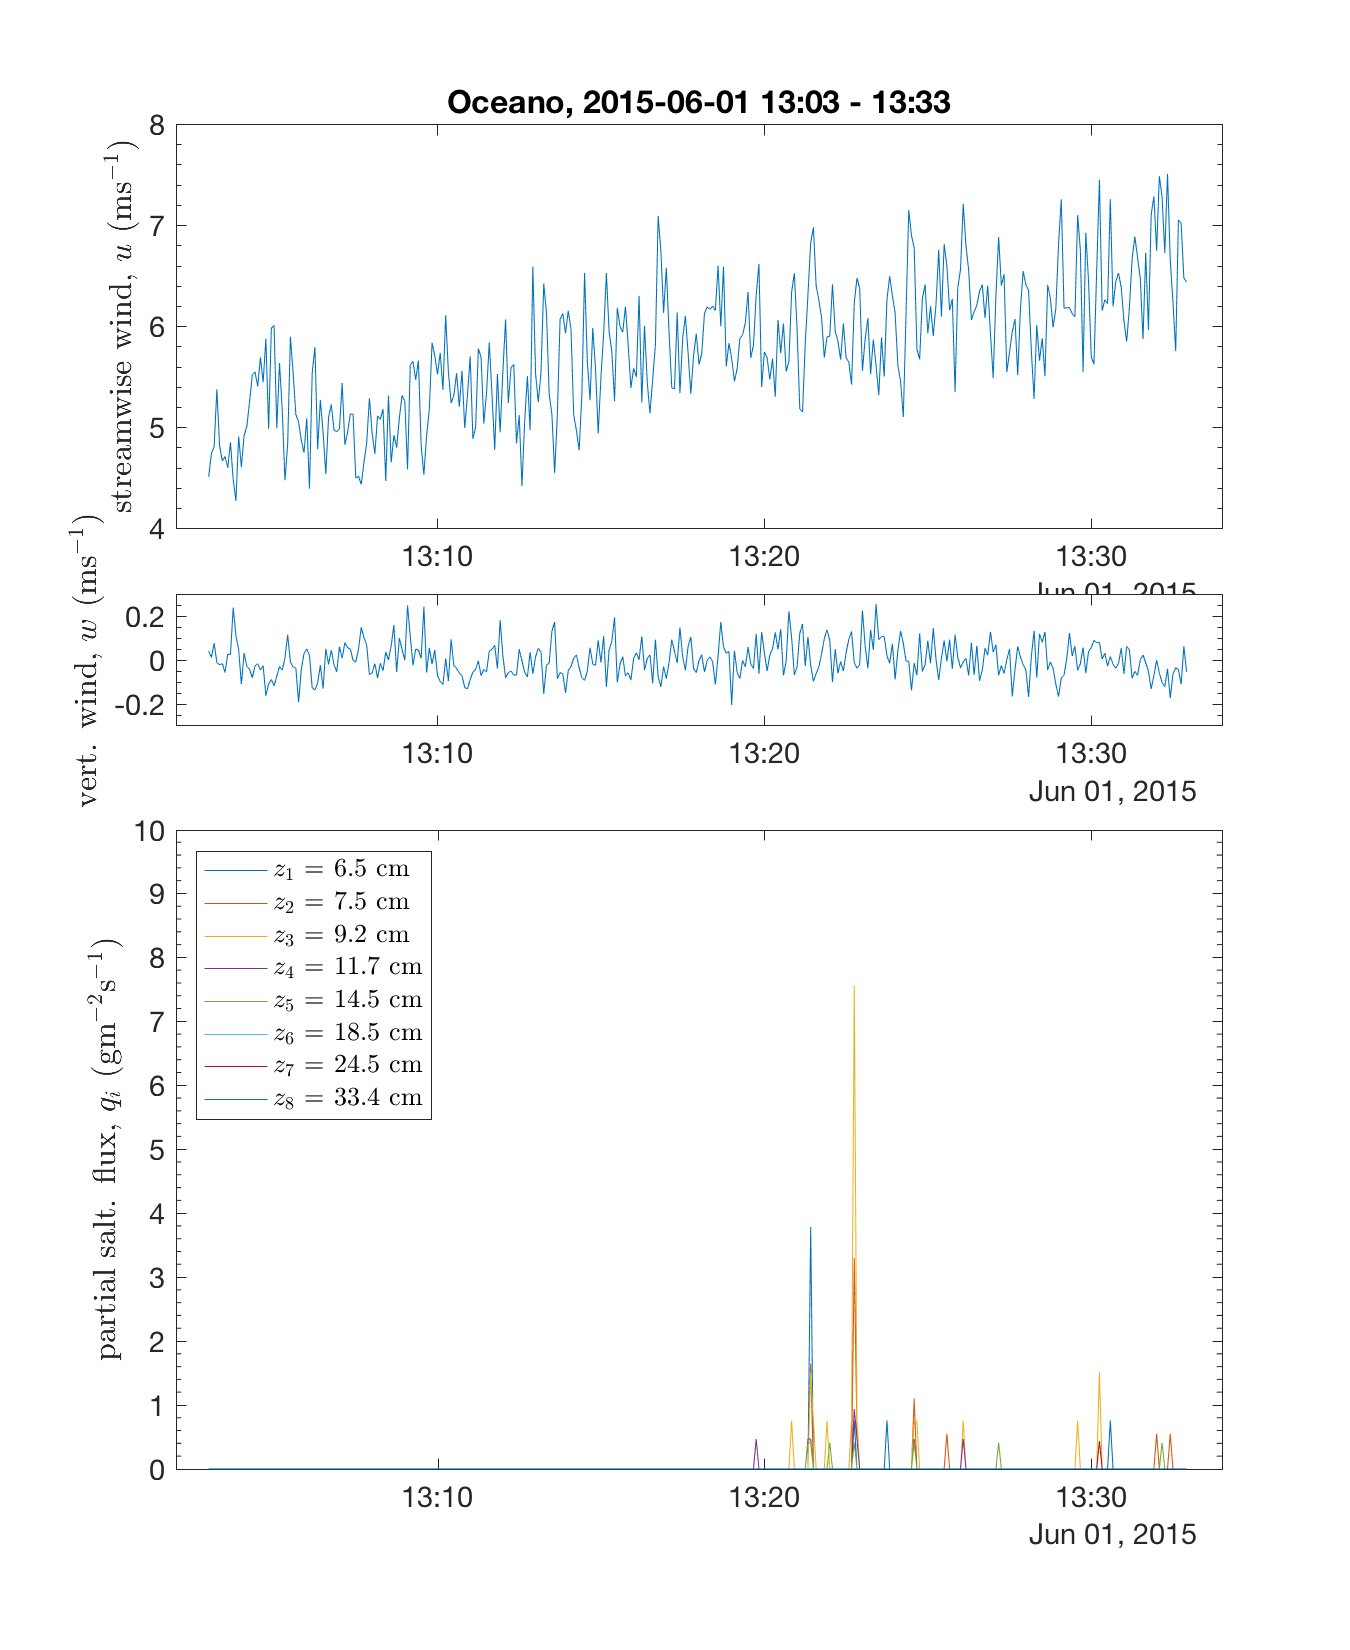 Oceano, 2015-06-01 13:03 - 13:33
streamwise wind, u (ms⁻¹)
8
7
6
5
4
13:10 13:20 13:30
Jun 01, 2015
vert. wind, w (ms⁻¹)
0.2
0
-0.2
13:10 13:20 13:30
Jun 01, 2015
partial salt. flux, qᵢ (gm⁻²s⁻¹)
10
9
8
7
6
5
4
3
2
1
0
z₁ = 6.5 cm
z₂ = 7.5 cm
z₃ = 9.2 cm
z₄ = 11.7 cm
z₅ = 14.5 cm
z₆ = 18.5 cm
z₇ = 24.5 cm
z₈ = 33.4 cm
13:10 13:20 13:30
Jun 01, 2015